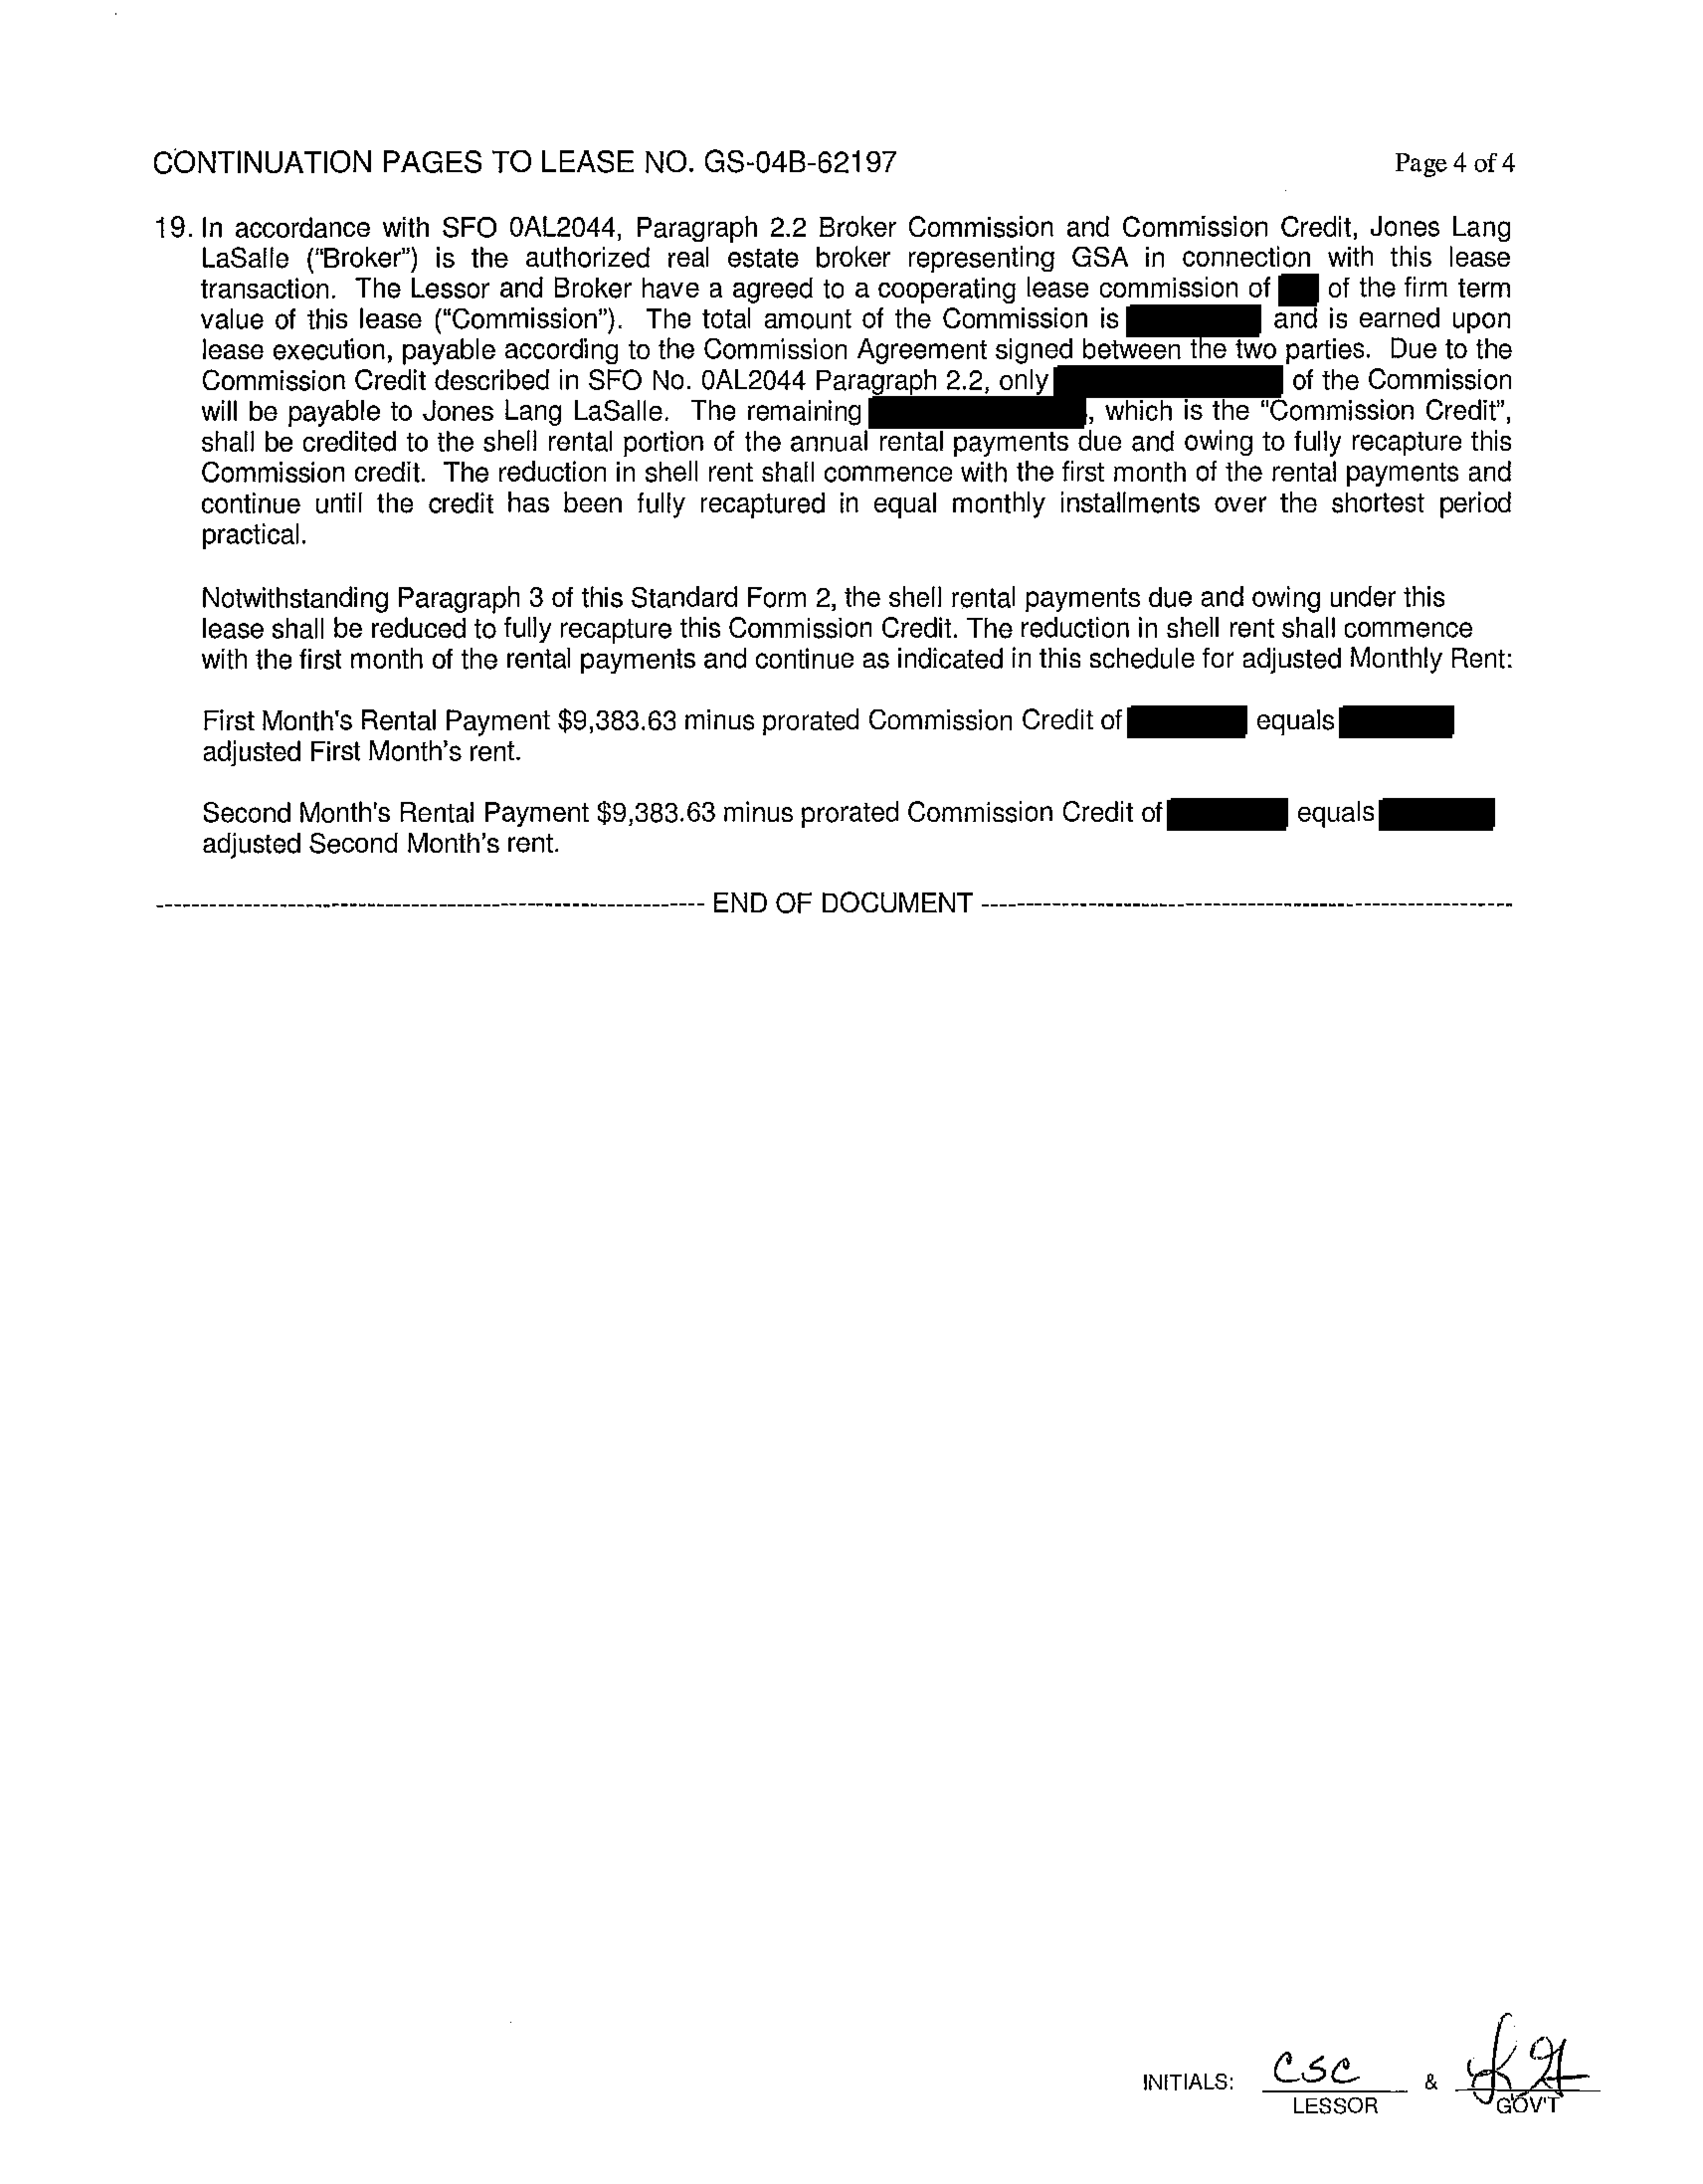 CONTINUATION PAGES TO LEASE NO. GS-04B-62197 Page 4 of 4
19. In accordance with SFO 0AL2044, Paragraph 2.2 Broker Commission and Commission Credit, Jones Lang
LaSalle ("Broker") is the authorized real estate broker representing GSA in connection with this lease
transaction. The Lessor and Broker have a agreed to a cooperating lease commission of of the firm term
value of this lease ("Commission"). The total amount of the Commission is and is earned upon
lease execution, payable according to the Commission Agreement signed between the two parties. Due to the
Commission Credit described in SFO No. 0AL2044 Paragraph 2.2, only of the Commission
will be payable to Jones Lang LaSalle. The remaining , which is the "Commission Credit",
shall be credited to the shell rental portion of the annual rental payments due and owing to fully recapture this
Commission credit. The reduction in shell rent shall commence with the first month of the rental payments and
continue until the credit has been fully recaptured in equal monthly installments over the shortest period
practical.
Notwithstanding Paragraph 3 of this Standard Form 2, the shell rental payments due and owing under this
lease shall be reduced to fully recapture this Commission Credit. The reduction in shell rent shall commence
with the first month of the rental payments and continue as indicated in this schedule for adjusted Monthly Rent:
First Month's Rental Payment $9,383.63 minus prorated Commission Credit of equals
adjusted First Month's rent.
Second Month's Rental Payment $9,383.63 minus prorated Commission Credit of equals
adjusted Second Month's rent.
END OF DOCUMENT
INITIALS: CSC &
LESSOR GOV'T